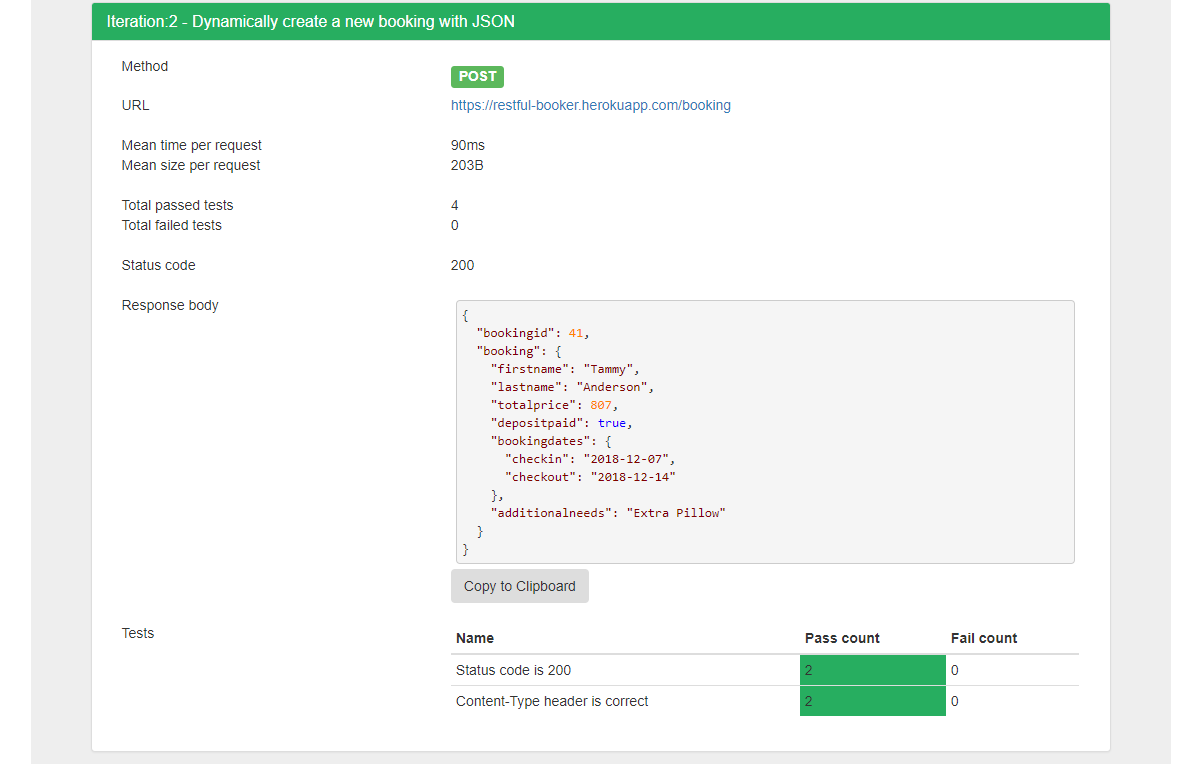 Iteration:2 - Dynamically create a new booking with JSON
Method POST
URL https://restful-booker.herokuapp.com/booking
Mean time per request 90ms
Mean size per request 203B
Total passed tests 4
Total failed tests 0
Status code 200
Response body
{
  "bookingid": 41,
  "booking": {
    "firstname": "Tammy",
    "lastname": "Anderson",
    "totalprice": 807,
    "depositpaid": true,
    "bookingdates": {
      "checkin": "2018-12-07",
      "checkout": "2018-12-14"
    },
    "additionalneeds": "Extra Pillow"
  }
}
Copy to Clipboard
Tests
Name Pass count Fail count
Status code is 200 2 0
Content-Type header is correct 2 0